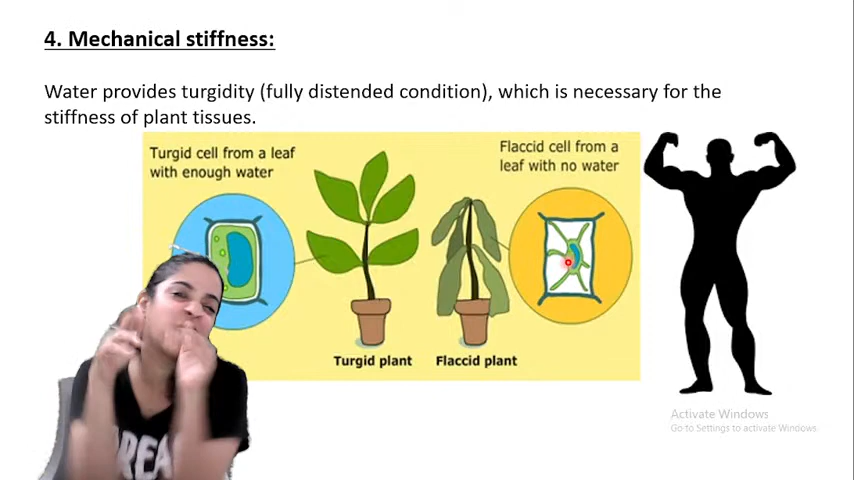 4. Mechanical stiffness:
Water provides turgidity (fully distended condition), which is necessary for the
stiffness of plant tissues.
Turgid cell from a leaf
with enough water
Flaccid cell from a
leaf with no water
Turgid plant
Flaccid plant
Activate Windows
Go to Settings to activate Windows.